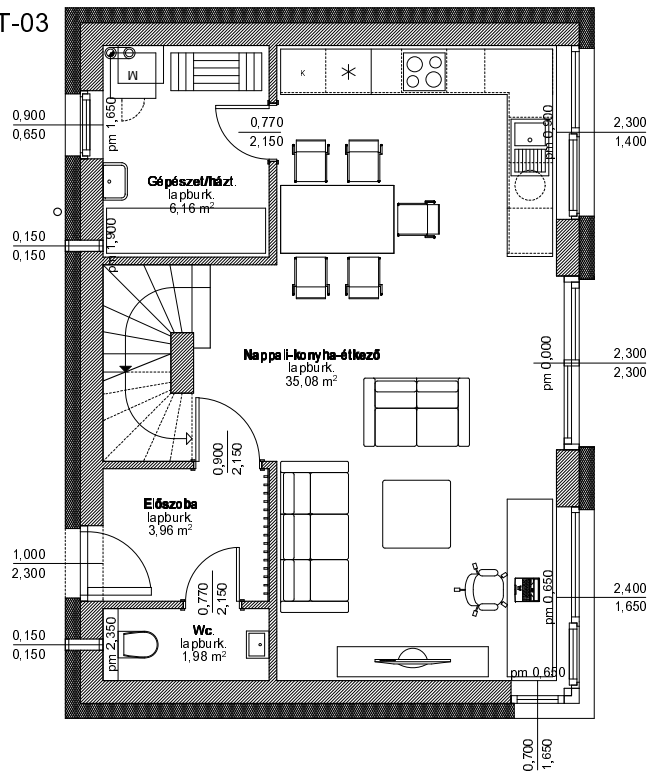 T-03
0,900
0,650
pm 1,650
M
K
0,770
2,150
pm 0,900
2,300
1,400
Gépészet/házt.
lapburk.
6,16 m²
0,150
0,150
pm 1,900
Nappali-konyha-étkező
lapburk.
35,08 m²
pm 0,000
2,300
2,300
0,900
2,150
Előszoba
lapburk.
3,96 m²
1,000
2,300
0,770
2,150
pm 0,650
2,400
1,650
Wc.
lapburk.
1,98 m²
0,150
0,150
pm 2,350
pm 0,650
0,700
1,650